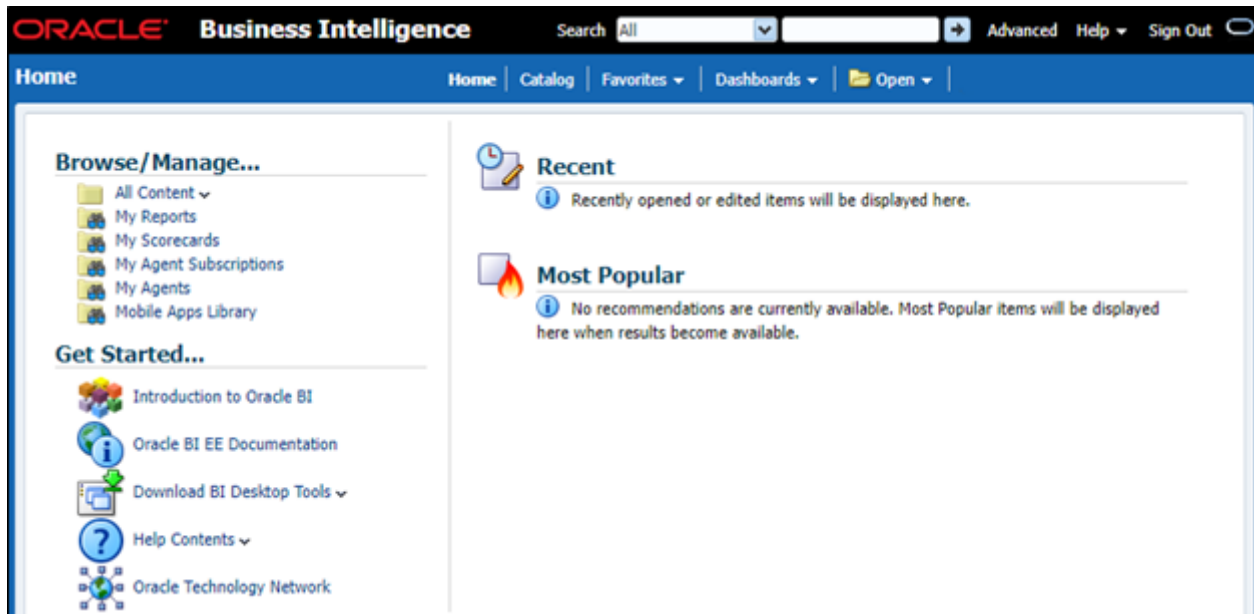 ORACLE Business Intelligence Search All Advanced Help Sign Out
Home Home Catalog Favorites Dashboards Open
Browse/Manage...
All Content
My Reports
My Scorecards
My Agent Subscriptions
My Agents
Mobile Apps Library
Get Started...
Introduction to Oracle BI
Oracle BI EE Documentation
Download BI Desktop Tools
Help Contents
Oracle Technology Network
Recent
Recently opened or edited items will be displayed here.
Most Popular
No recommendations are currently available. Most Popular items will be displayed
here when results become available.